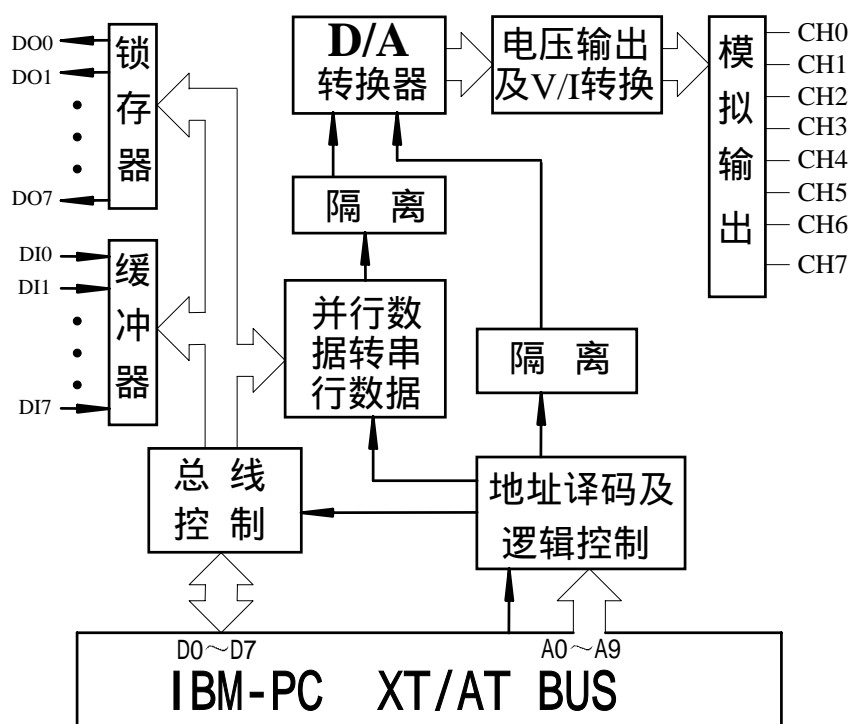 DO0
DO1
DO7
锁存器
D/A
转换器
电压输出
及V/I转换
模拟输出
CH0
CH1
CH2
CH3
CH4
CH5
CH6
CH7
隔 离
DI0
DI1
DI7
缓冲器
并行数
据转串
行数据
隔 离
总 线
控 制
地址译码及
逻辑控制
D0～D7
A0～A9
IBM-PC XT/AT BUS